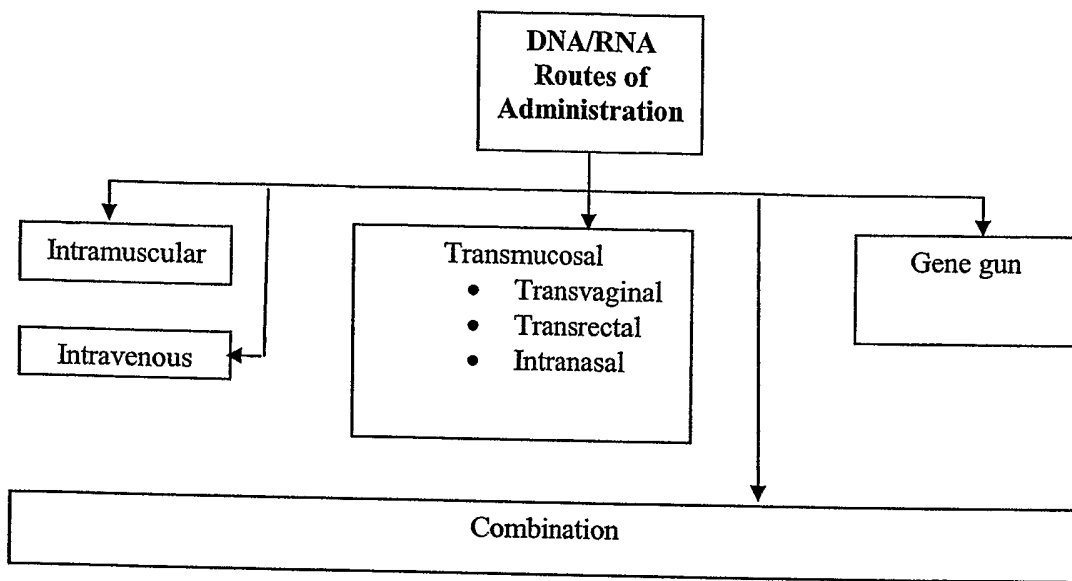 DNA/RNA
Routes of
Administration
Intramuscular
Intravenous
Transmucosal
• Transvaginal
• Transrectal
• Intranasal
Gene gun
Combination